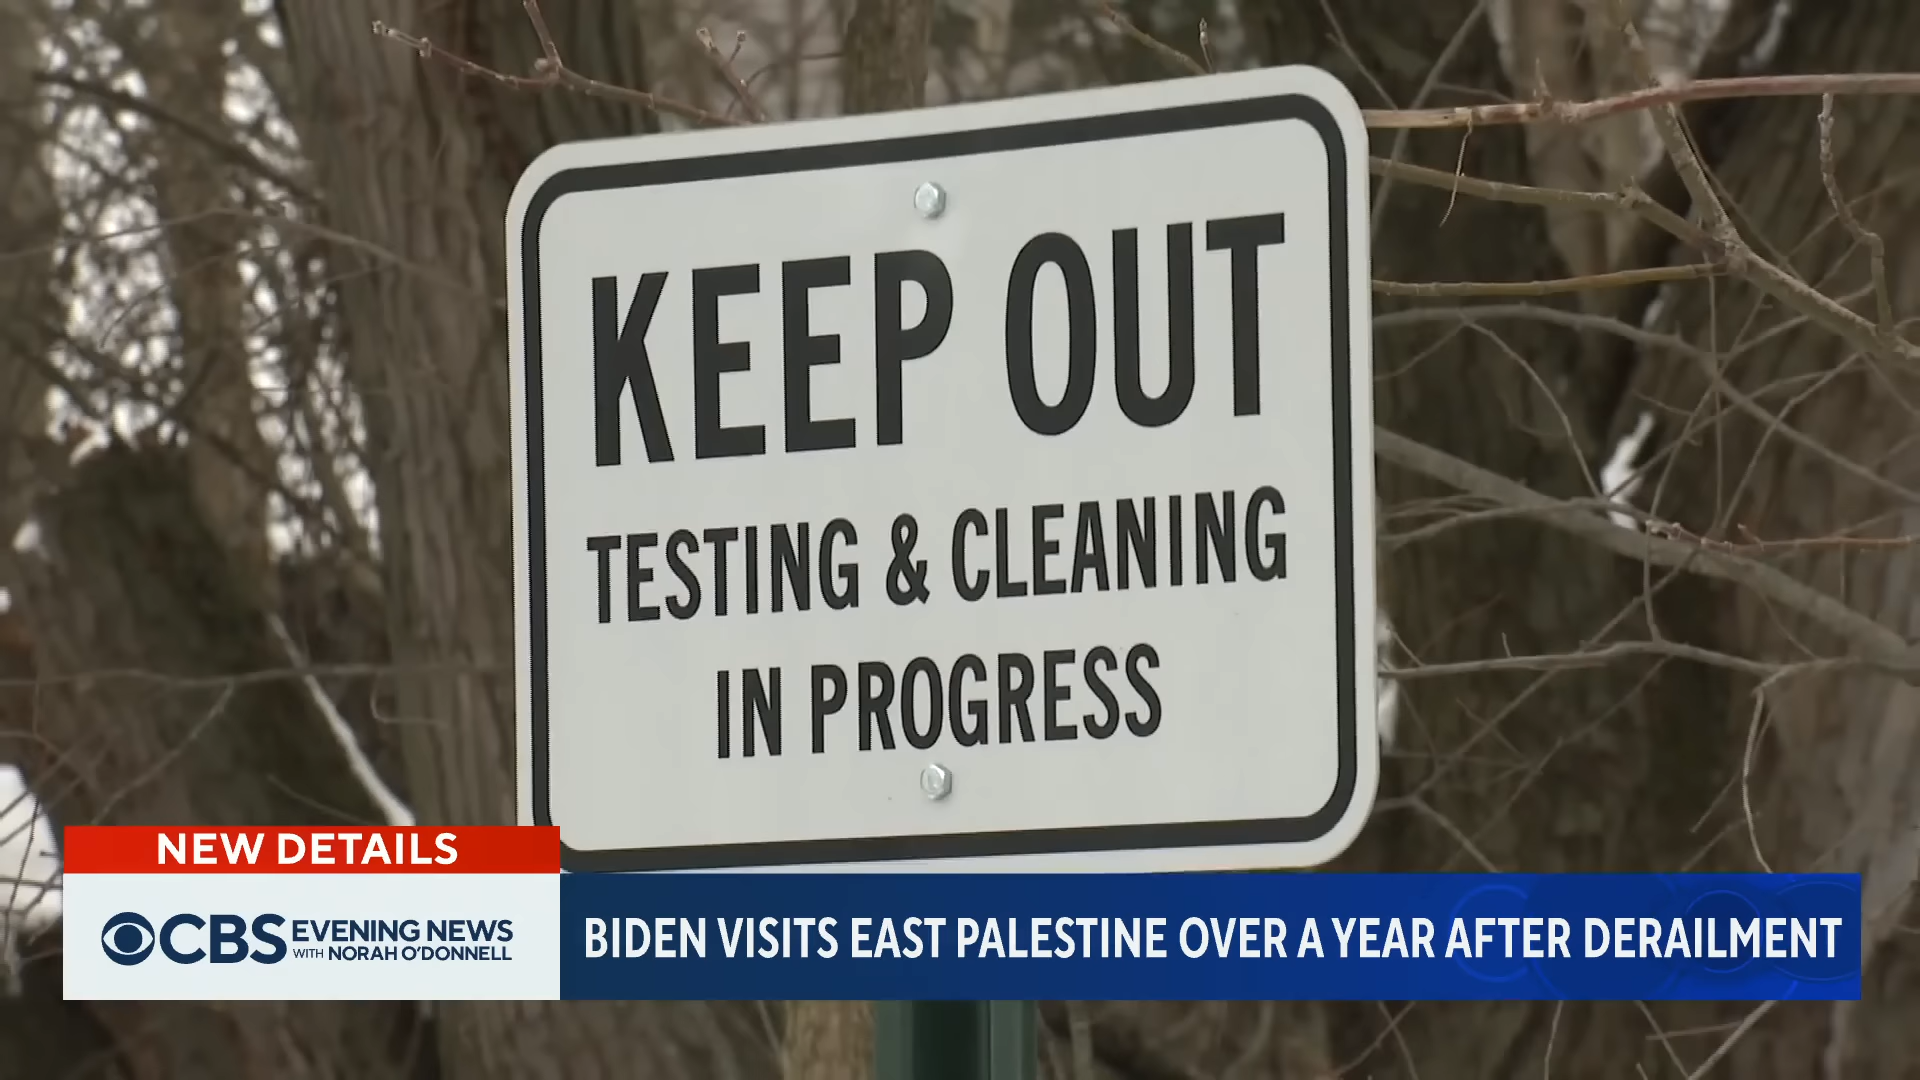 KEEP OUT
TESTING & CLEANING
IN PROGRESS
NEW DETAILS
CBS EVENING NEWS
WITH NORAH O'DONNELL
BIDEN VISITS EAST PALESTINE OVER A YEAR AFTER DERAILMENT